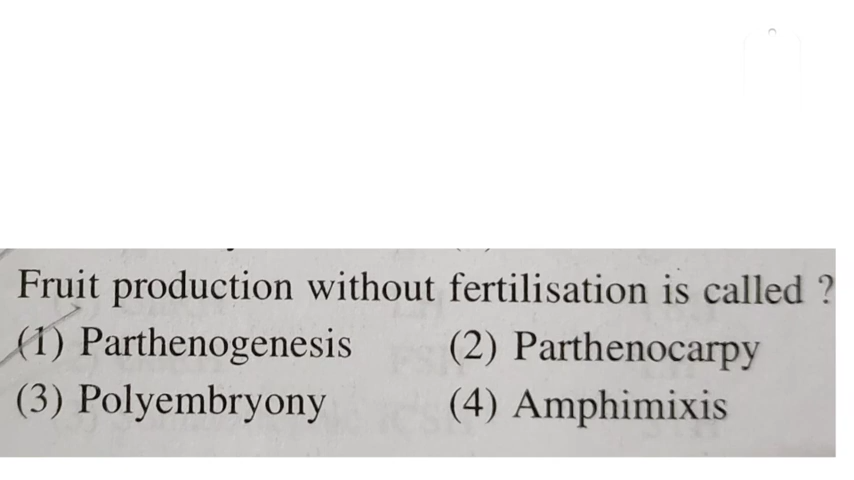 Fruit production without fertilisation is called ?
(1) Parthenogenesis (2) Parthenocarpy
(3) Polyembryony (4) Amphimixis